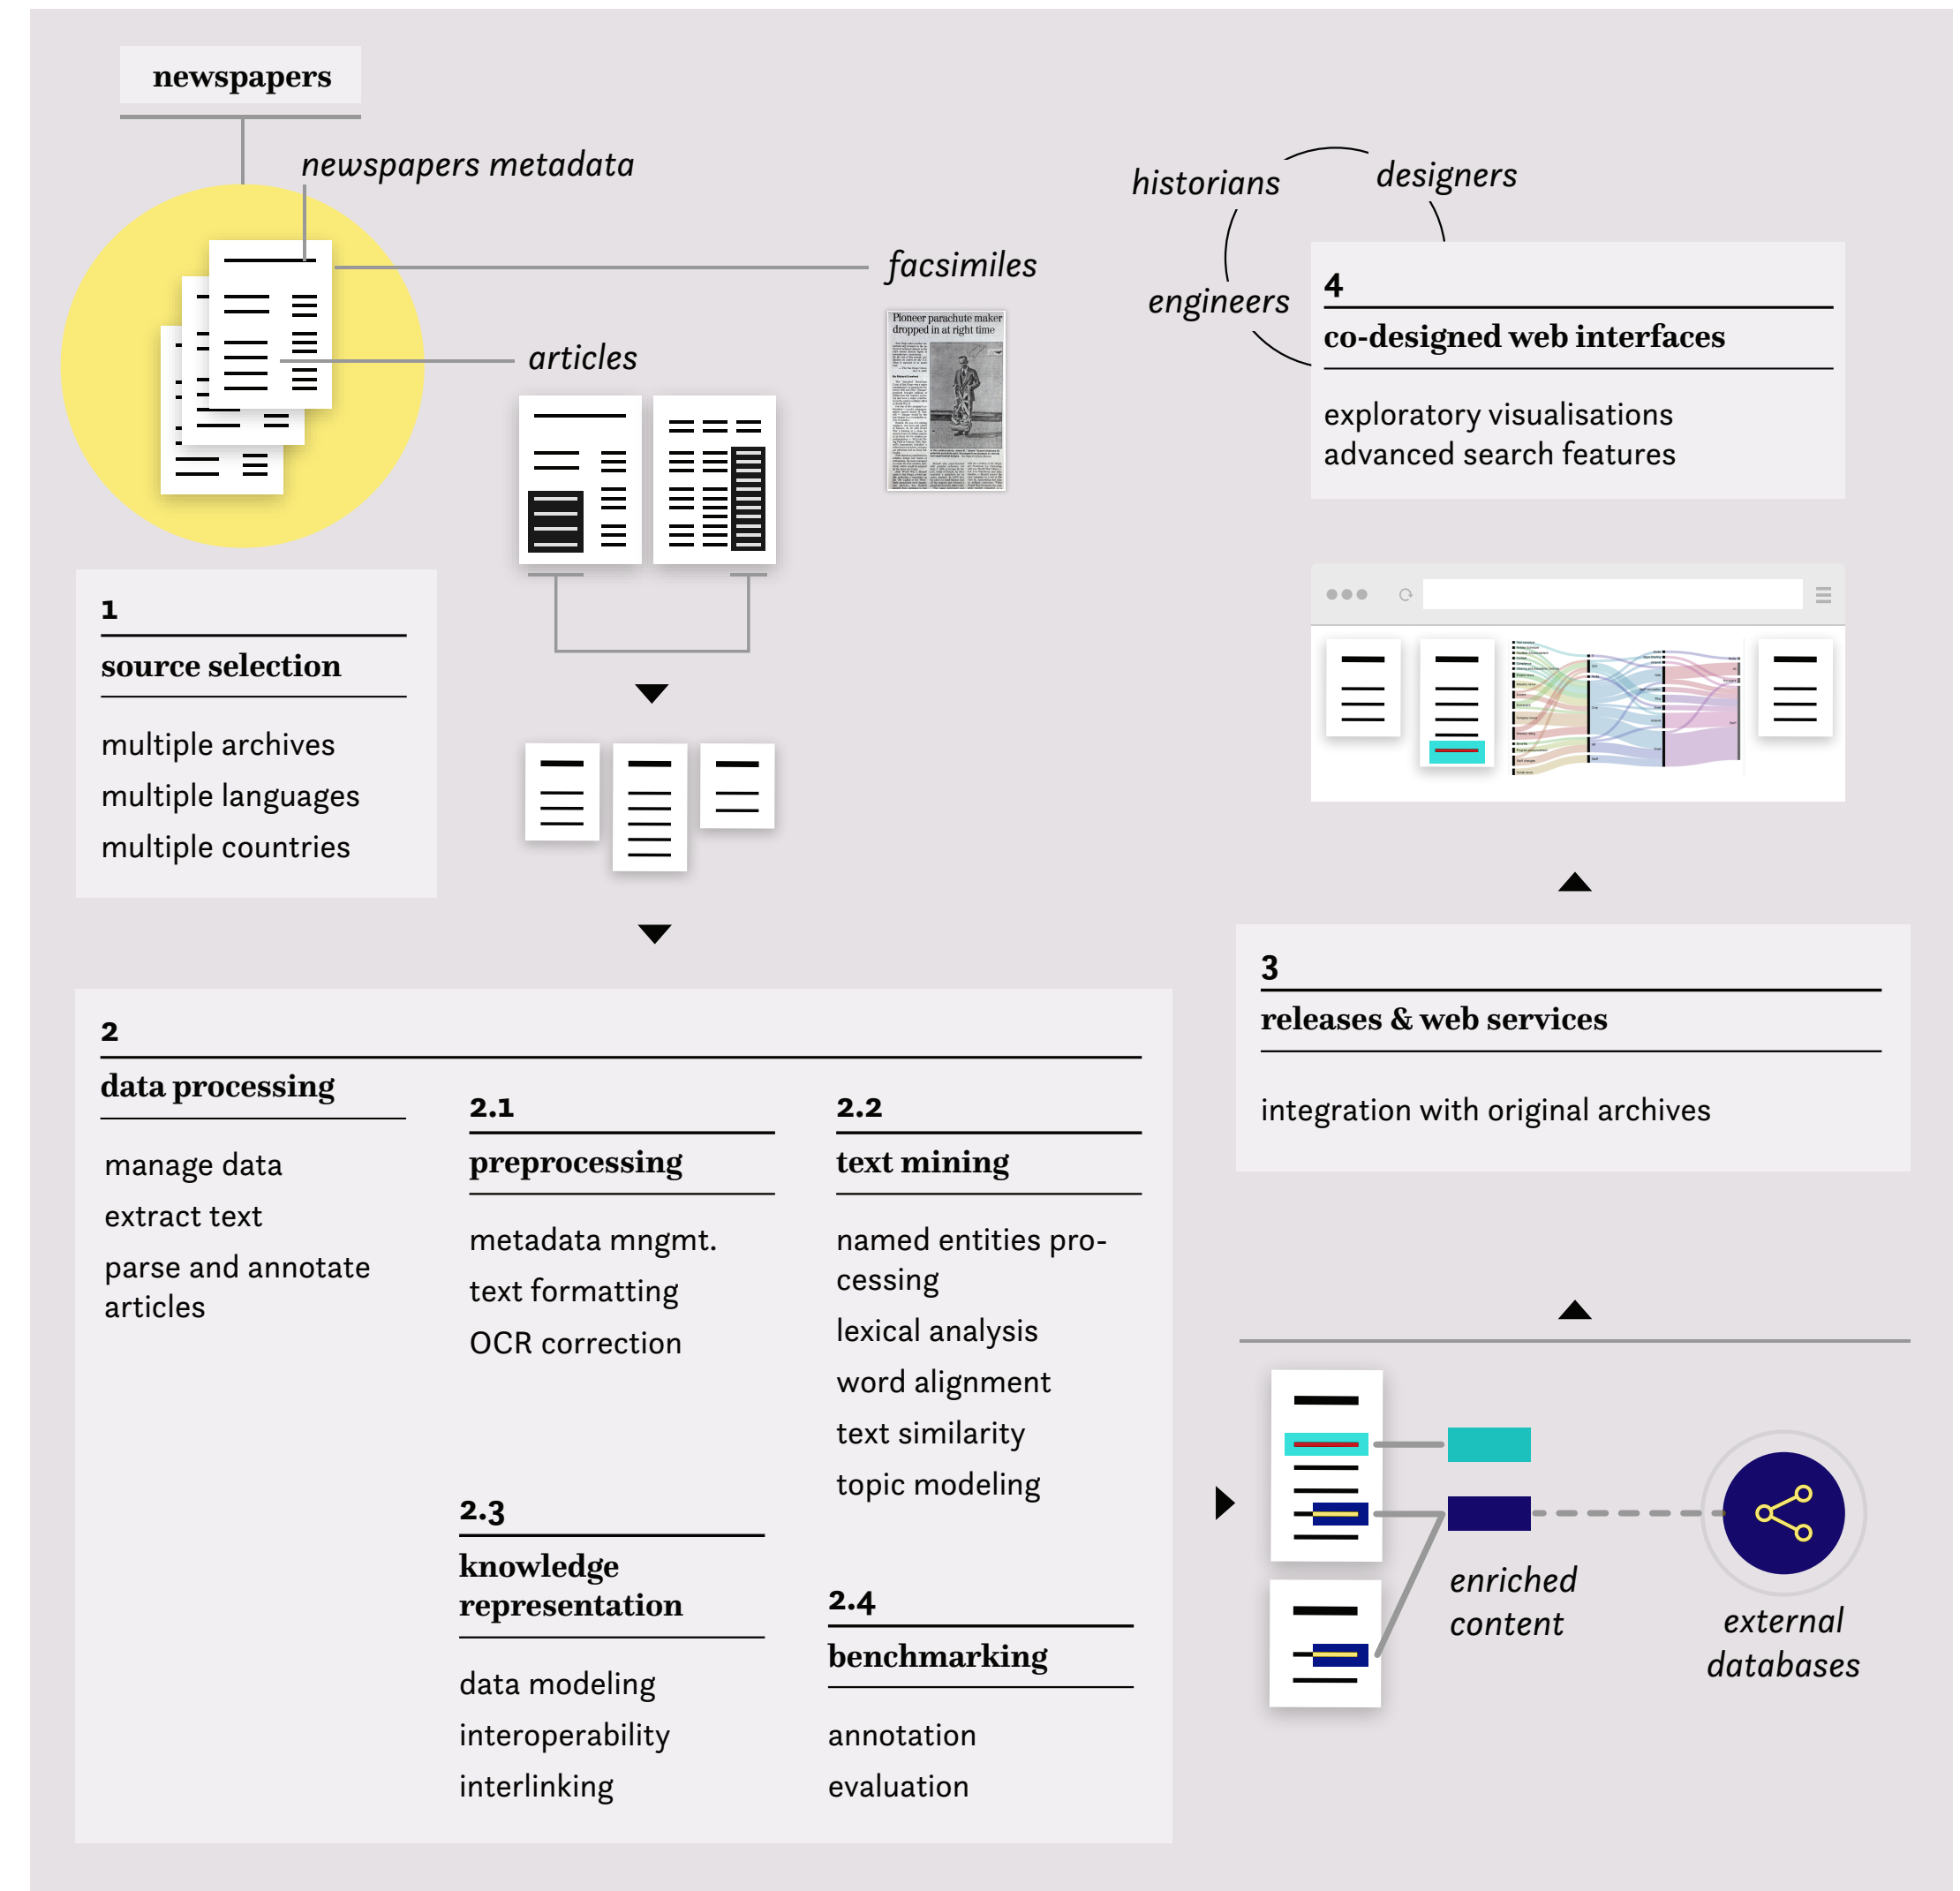 newspapers
newspapers metadata
facsimiles
articles
Pioneer parachute maker
dropped in at right time
1
source selection
multiple archives
multiple languages
multiple countries
2
data processing
manage data
extract text
parse and annotate
articles
2.1
preprocessing
metadata mngmt.
text formatting
OCR correction
2.2
text mining
named entities pro-
cessing
lexical analysis
word alignment
text similarity
topic modeling
2.3
knowledge
representation
data modeling
interoperability
interlinking
2.4
benchmarking
annotation
evaluation
enriched
content
external
databases
3
releases & web services
integration with original archives
historians
designers
engineers
4
co-designed web interfaces
exploratory visualisations
advanced search features